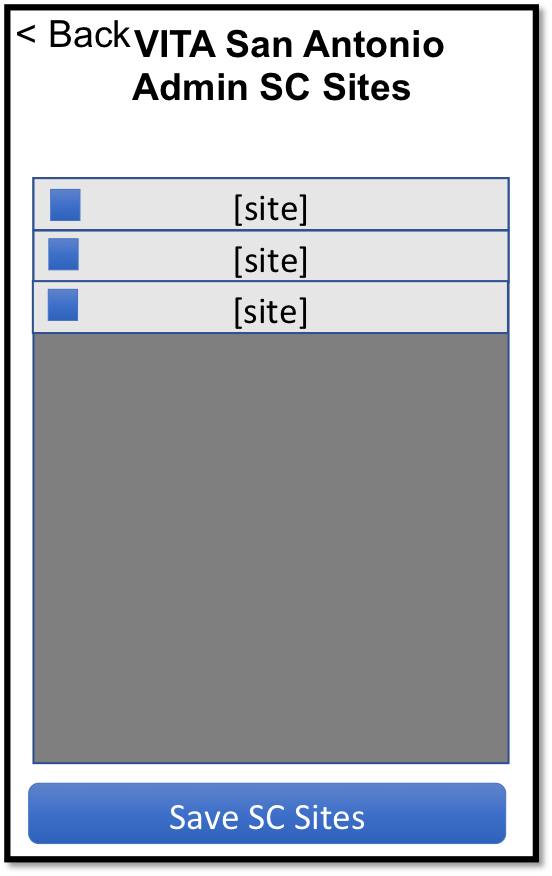 < Back
VITA San Antonio
Admin SC Sites
[site]
[site]
[site]
Save SC Sites